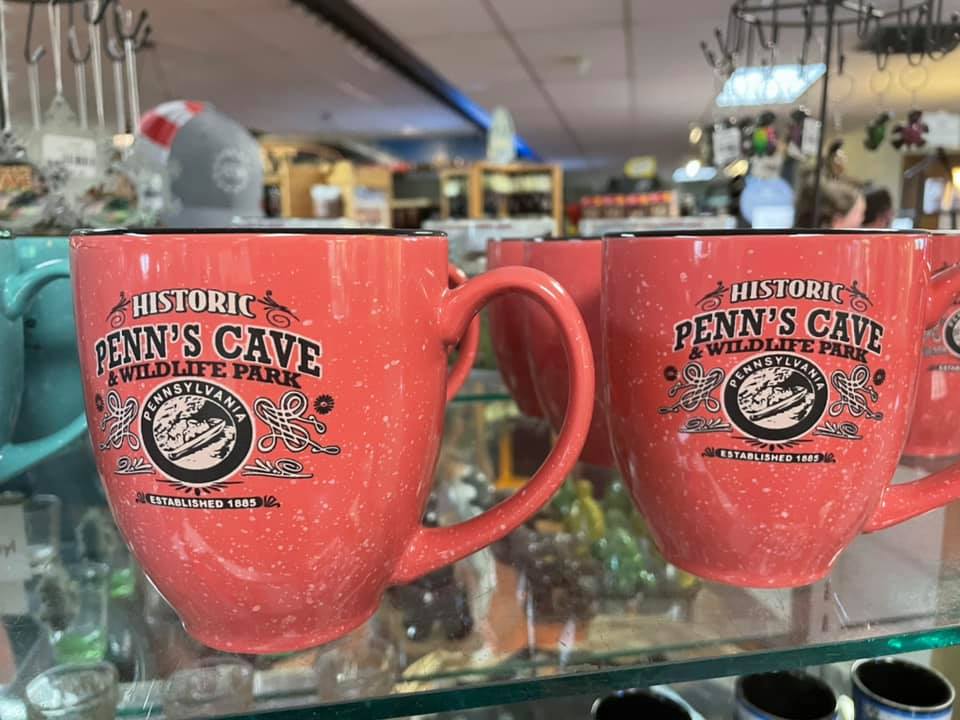 HISTORIC
PENN'S CAVE
& WILDLIFE PARK
PENNSYLVANIA
ESTABLISHED 1885
HISTORIC
PENN'S CAVE
& WILDLIFE PARK
PENNSYLVANIA
ESTABLISHED 1885